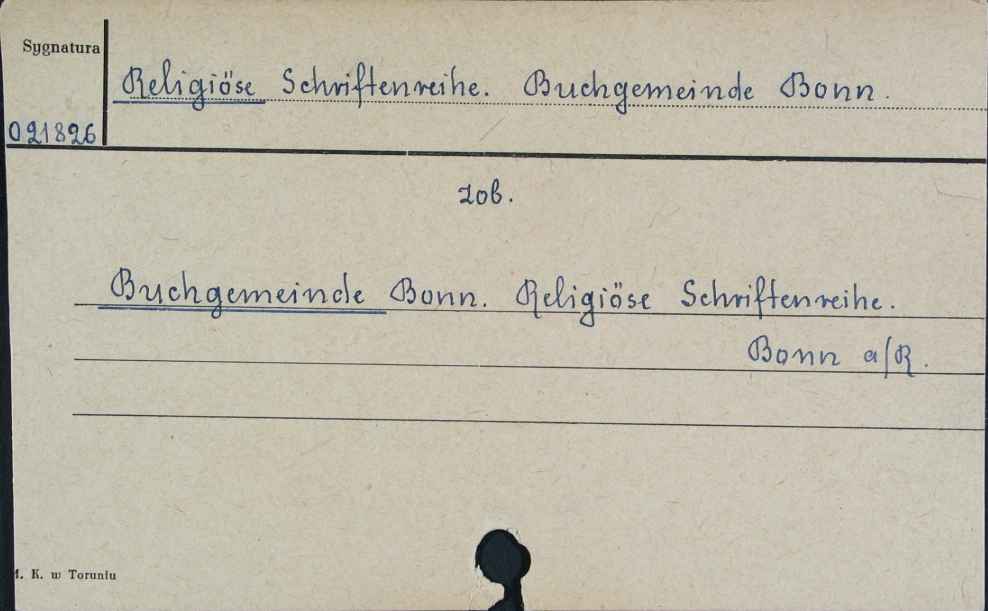 Sygnatura
Religiöse Schriftenreihe. Buchgemeinde Bonn.
021826
zob.
Buchgemeinde Bonn. Religiöse Schriftenreihe.
Bonn a/R.
K. w Toruniu